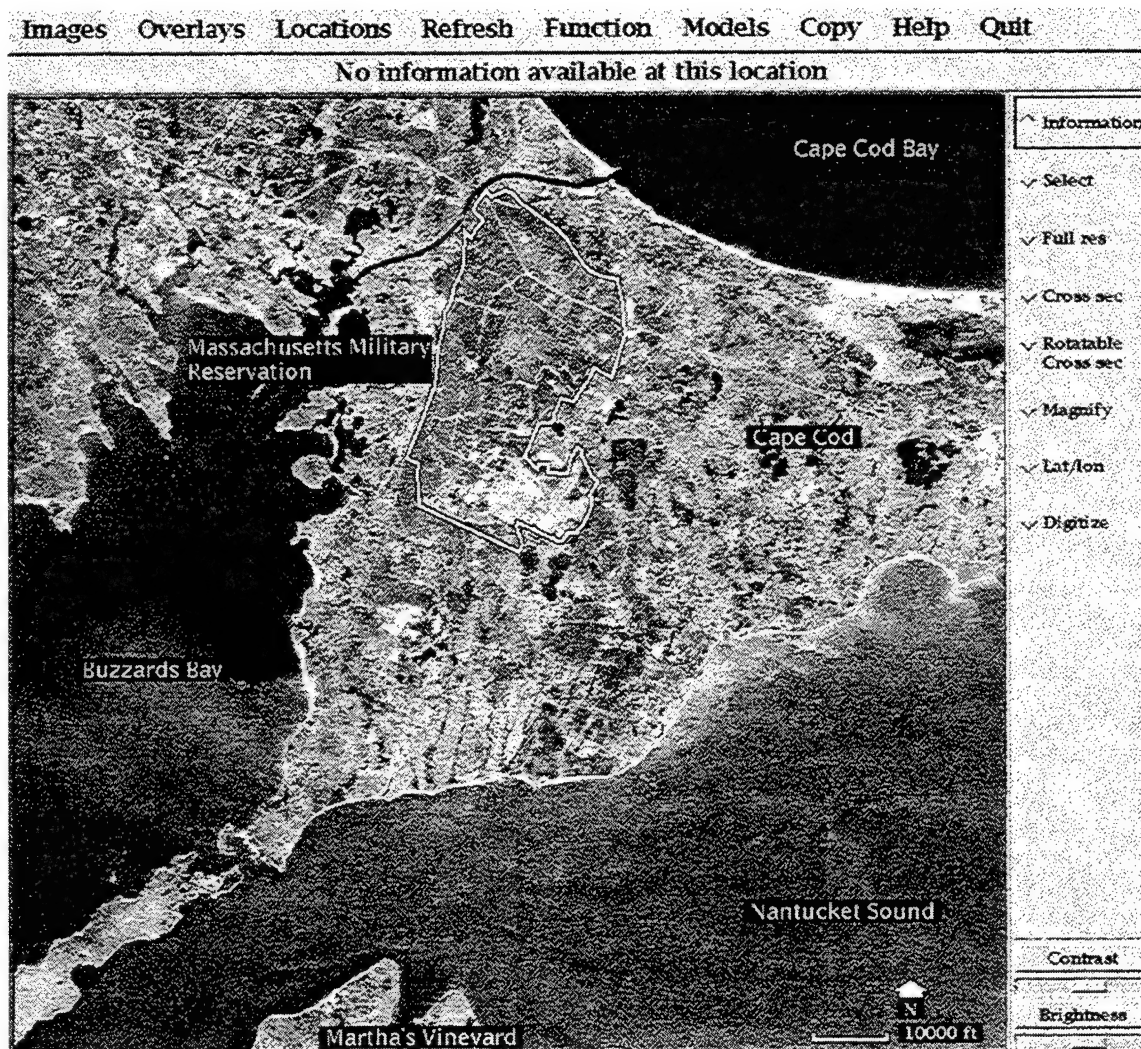 Images Overlays Locations Refresh Function Models Copy Help Quit
No information available at this location
Information
Select
Full res
Cross sec
Rotatable
Cross sec
Magnify
Lat/lon
Digitize
Contrast
Brightness
Cape Cod Bay
Massachusetts Military
Reservation
Cape Cod
Buzzards Bay
Nantucket Sound
Martha's Vineyard
N
10000 ft